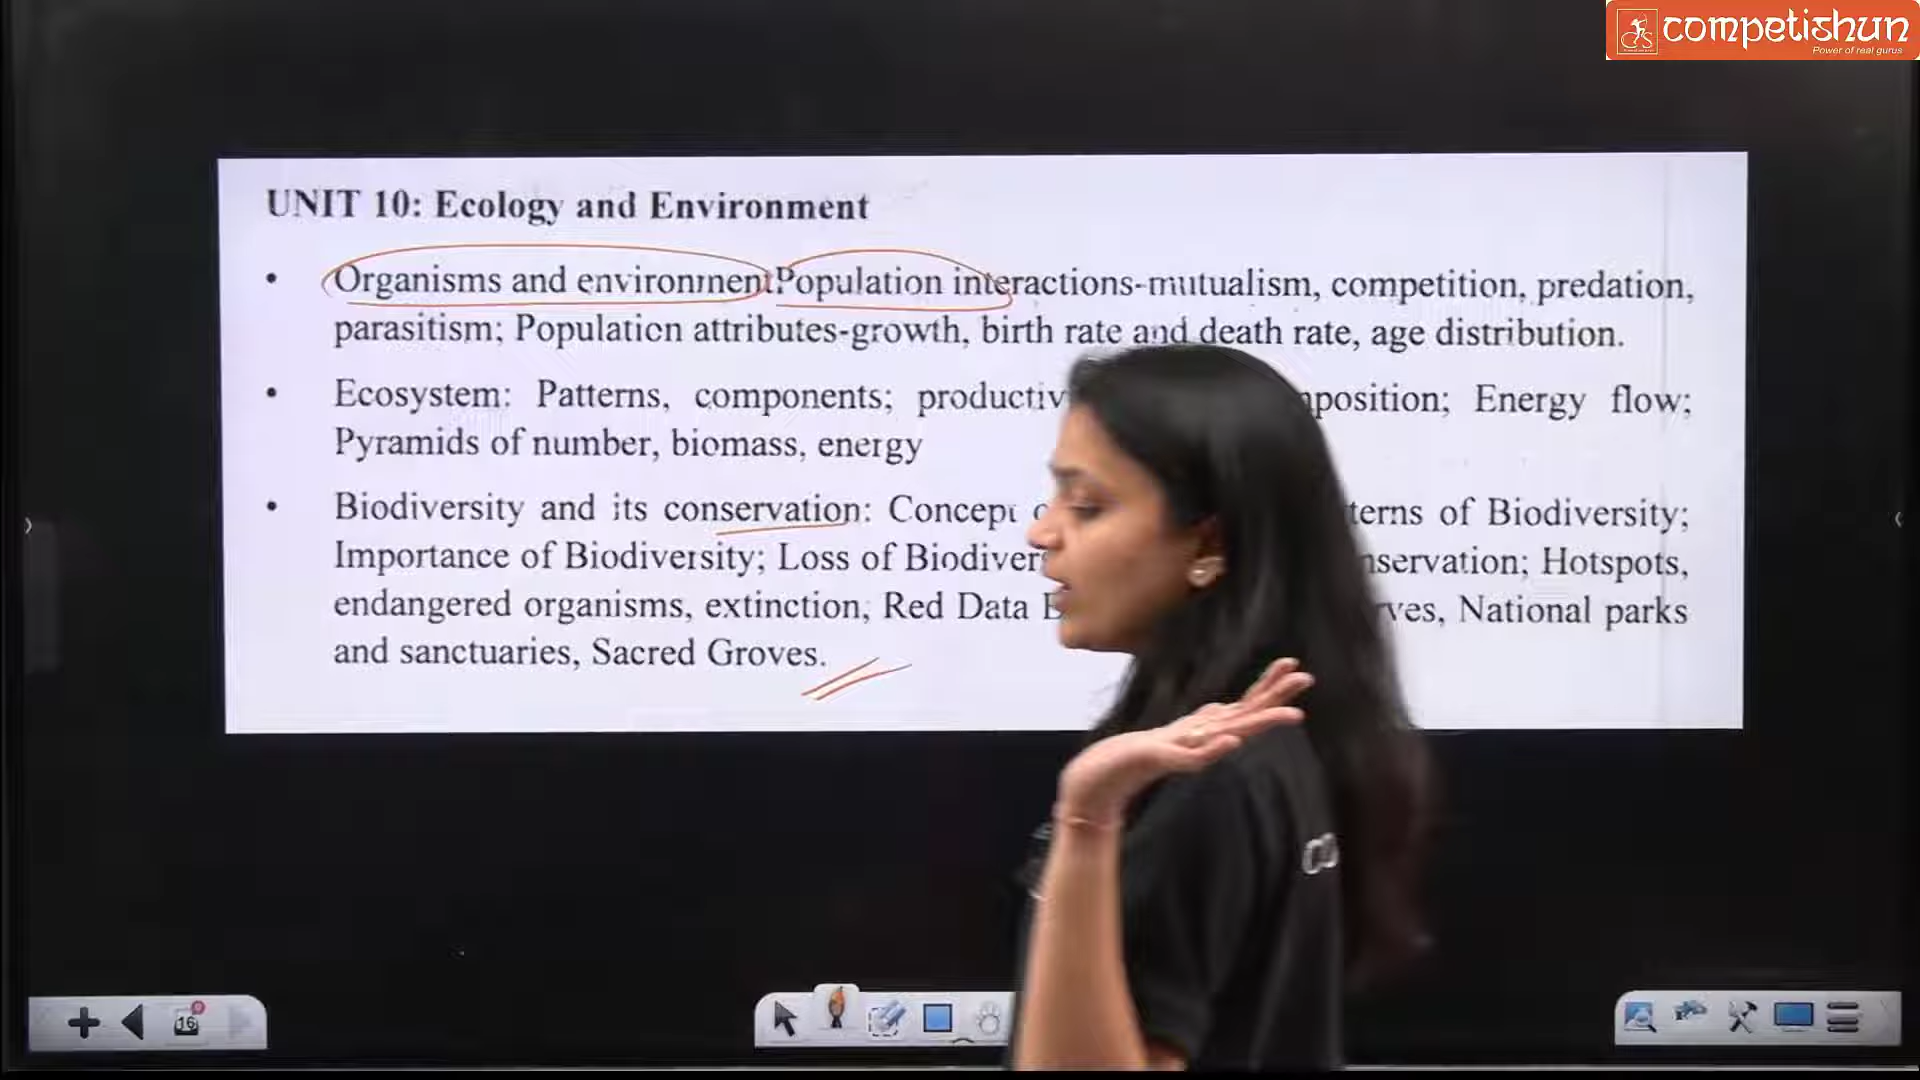 competishun
Power of real gurus
UNIT 10: Ecology and Environment
• Organisms and environment Population interactions-mutualism, competition, predation,
parasitism; Population attributes-growth, birth rate and death rate, age distribution.
• Ecosystem: Patterns, components; productiv position; Energy flow;
Pyramids of number, biomass, energy
• Biodiversity and its conservation: Concept terns of Biodiversity;
Importance of Biodiversity; Loss of Biodiver nservation; Hotspots,
endangered organisms, extinction, Red Data ves, National parks
and sanctuaries, Sacred Groves.
16